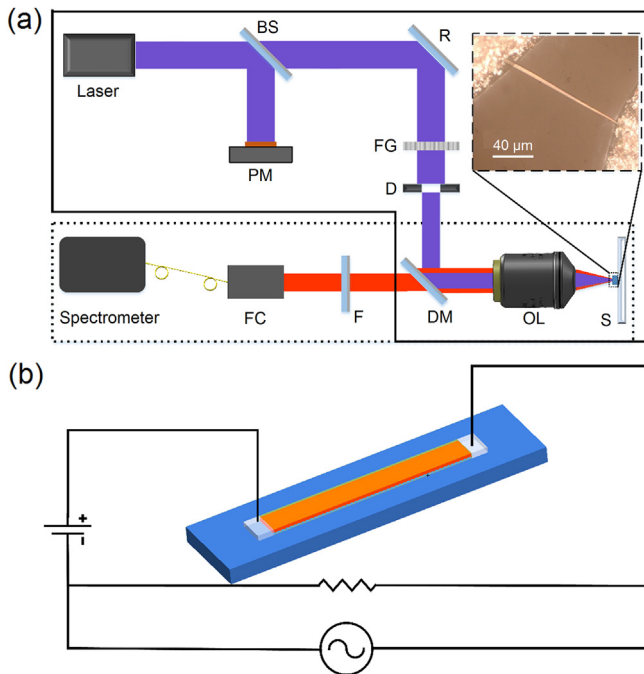 (a)
BS
R
Laser
FG
40 μm
PM
D
Spectrometer
FC
F
DM
OL
S
(b)
+
-